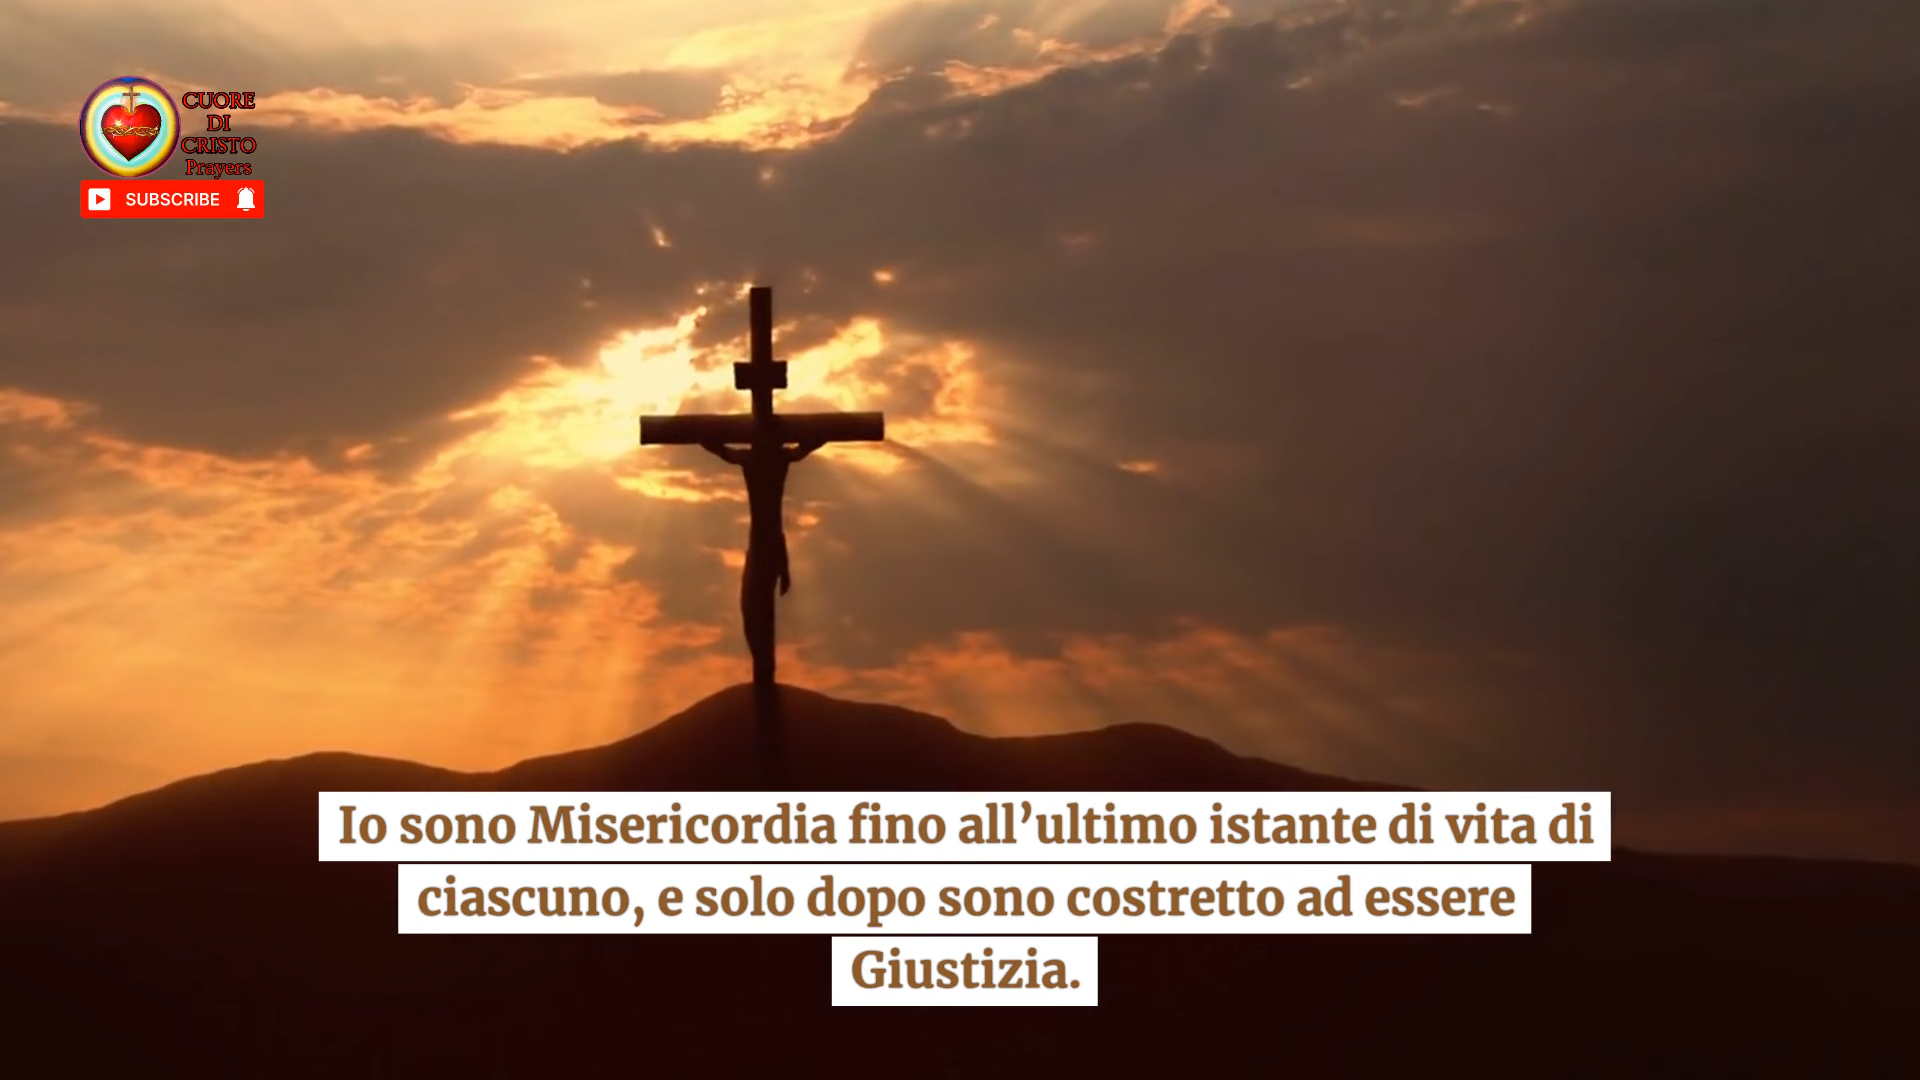 CUORE
DI
CRISTO
Prayers
SUBSCRIBE
Io sono Misericordia fino all’ultimo istante di vita di
ciascuno, e solo dopo sono costretto ad essere
Giustizia.